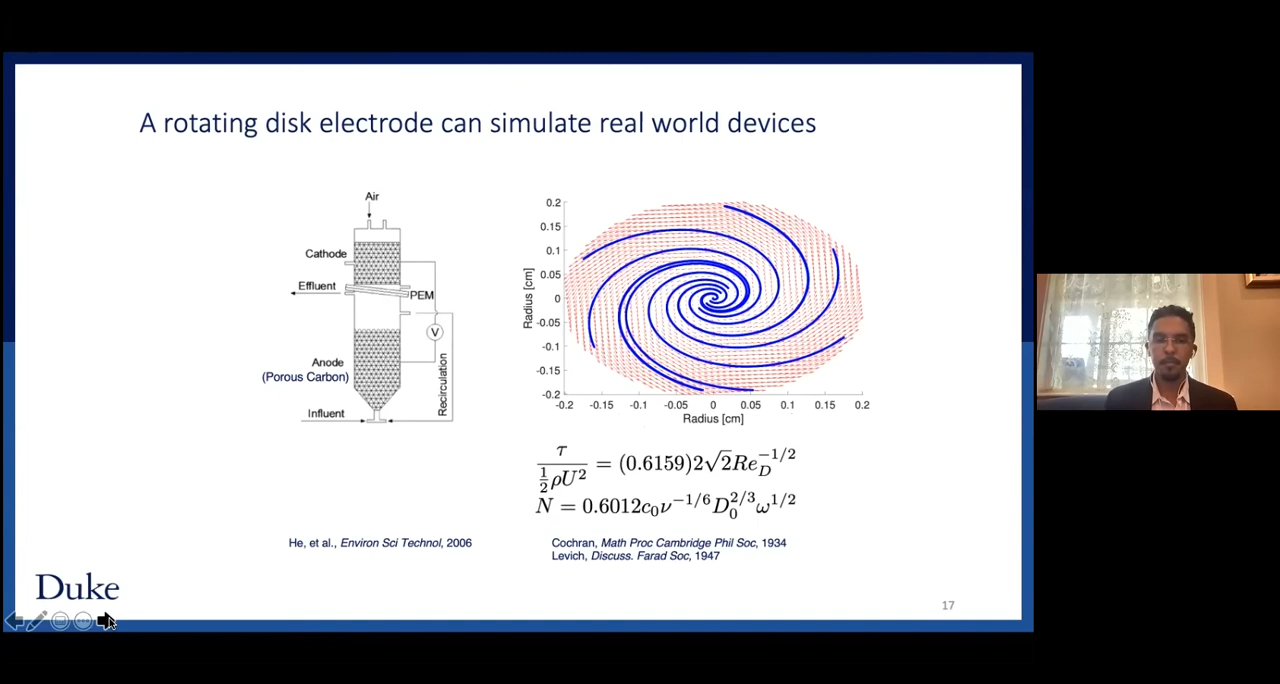 A rotating disk electrode can simulate real world devices
Air
Cathode
Effluent
PEM
V
Anode
(Porous Carbon)
Recirculation
Influent
0.2
0.15
0.1
0.05
0
-0.05
-0.1
-0.15
-0.2
Radius [cm]
-0.2 -0.15 -0.1 -0.05 0 0.05 0.1 0.15 0.2
Radius [cm]
τ / ½ρU² = (0.6159)2√2Re_D^{-1/2}
N = 0.6012c₀ν^{-1/6}D₀^{2/3}ω^{1/2}
He, et al., Environ Sci Technol, 2006
Cochran, Math Proc Cambridge Phil Soc, 1934
Levich, Discuss. Farad Soc, 1947
Duke
17